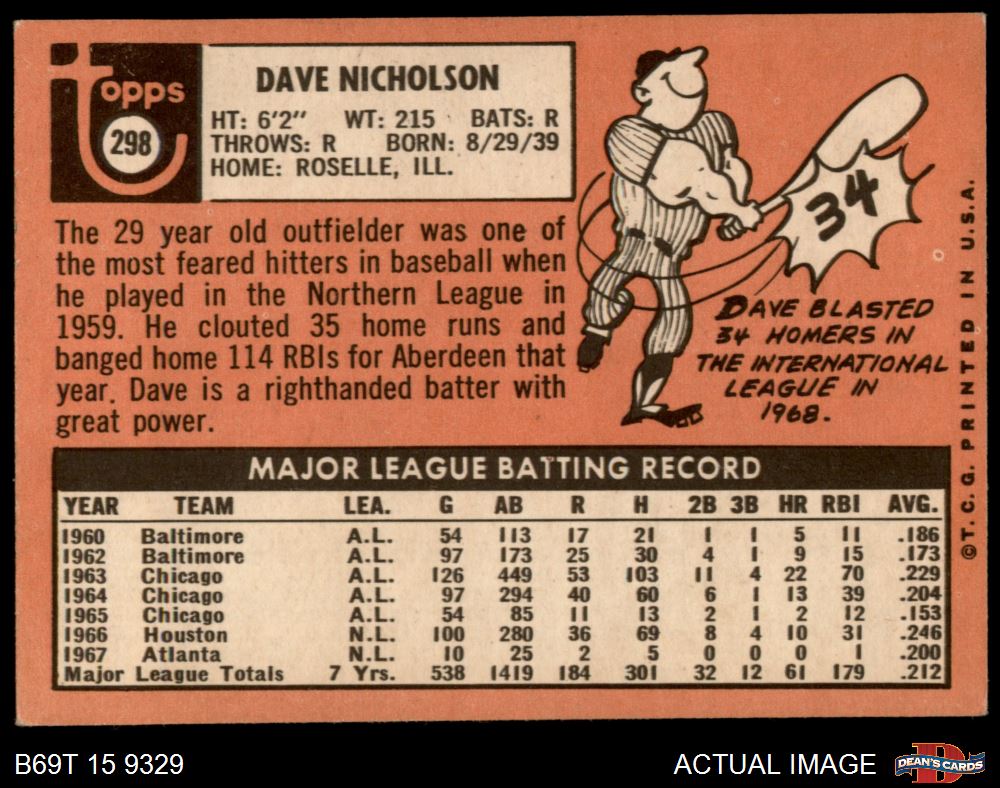 Topps
298
DAVE NICHOLSON
HT: 6'2" WT: 215 BATS: R
THROWS: R BORN: 8/29/39
HOME: ROSELLE, ILL.
The 29 year old outfielder was one of
the most feared hitters in baseball when
he played in the Northern League in
1959. He clouted 35 home runs and
banged home 114 RBIs for Aberdeen that
year. Dave is a righthanded batter with
great power.
34
DAVE BLASTED
34 HOMERS IN
THE INTERNATIONAL
LEAGUE IN
1968.
©T.C.G. PRINTED IN U.S.A.
MAJOR LEAGUE BATTING RECORD
YEAR TEAM LEA. G AB R H 2B 3B HR RBI AVG.
1960 Baltimore A.L. 54 113 17 21 1 1 5 11 .186
1962 Baltimore A.L. 97 173 25 30 4 1 9 15 .173
1963 Chicago A.L. 126 449 53 103 11 4 22 70 .229
1964 Chicago A.L. 97 294 40 60 6 1 13 39 .204
1965 Chicago A.L. 54 85 11 13 2 1 2 12 .153
1966 Houston N.L. 100 280 36 69 8 4 10 31 .246
1967 Atlanta N.L. 10 25 2 5 0 0 0 1 .200
Major League Totals 7 Yrs. 538 1419 184 301 32 12 61 179 .212
B69T 15 9329
ACTUAL IMAGE
D
DEAN'S CARDS